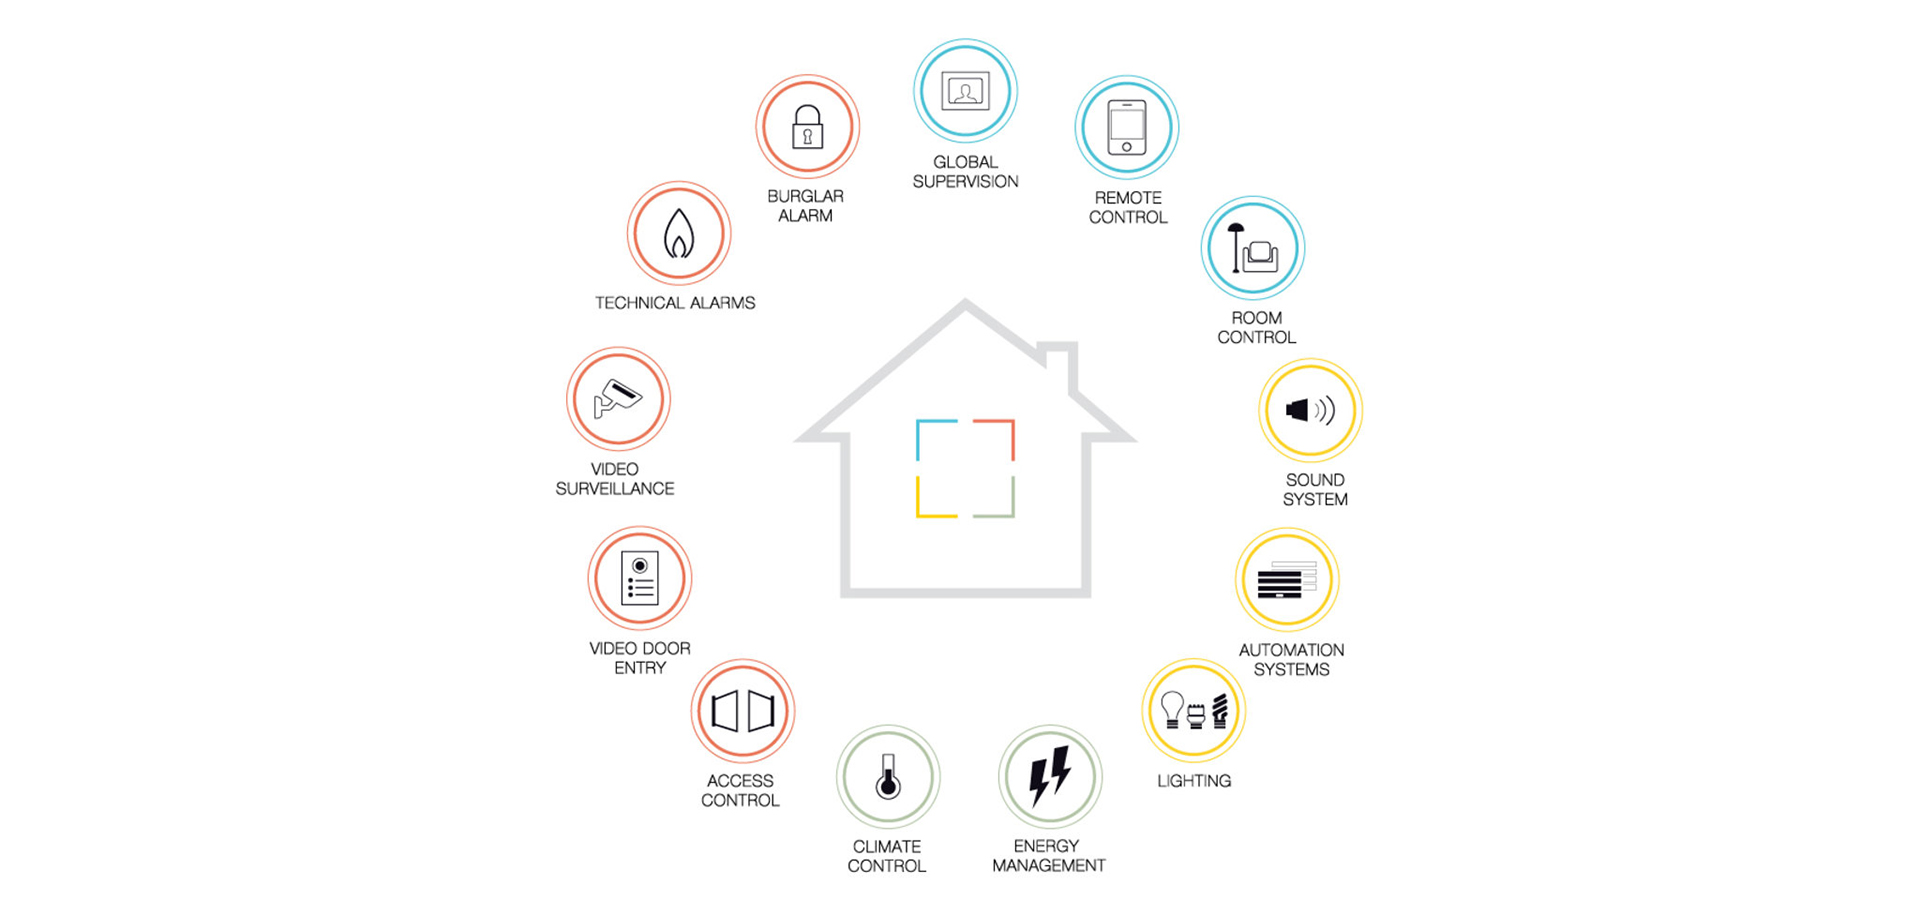 GLOBAL
SUPERVISION
REMOTE
CONTROL
ROOM
CONTROL
SOUND
SYSTEM
AUTOMATION
SYSTEMS
LIGHTING
ENERGY
MANAGEMENT
CLIMATE
CONTROL
ACCESS
CONTROL
VIDEO DOOR
ENTRY
VIDEO
SURVEILLANCE
TECHNICAL ALARMS
BURGLAR
ALARM